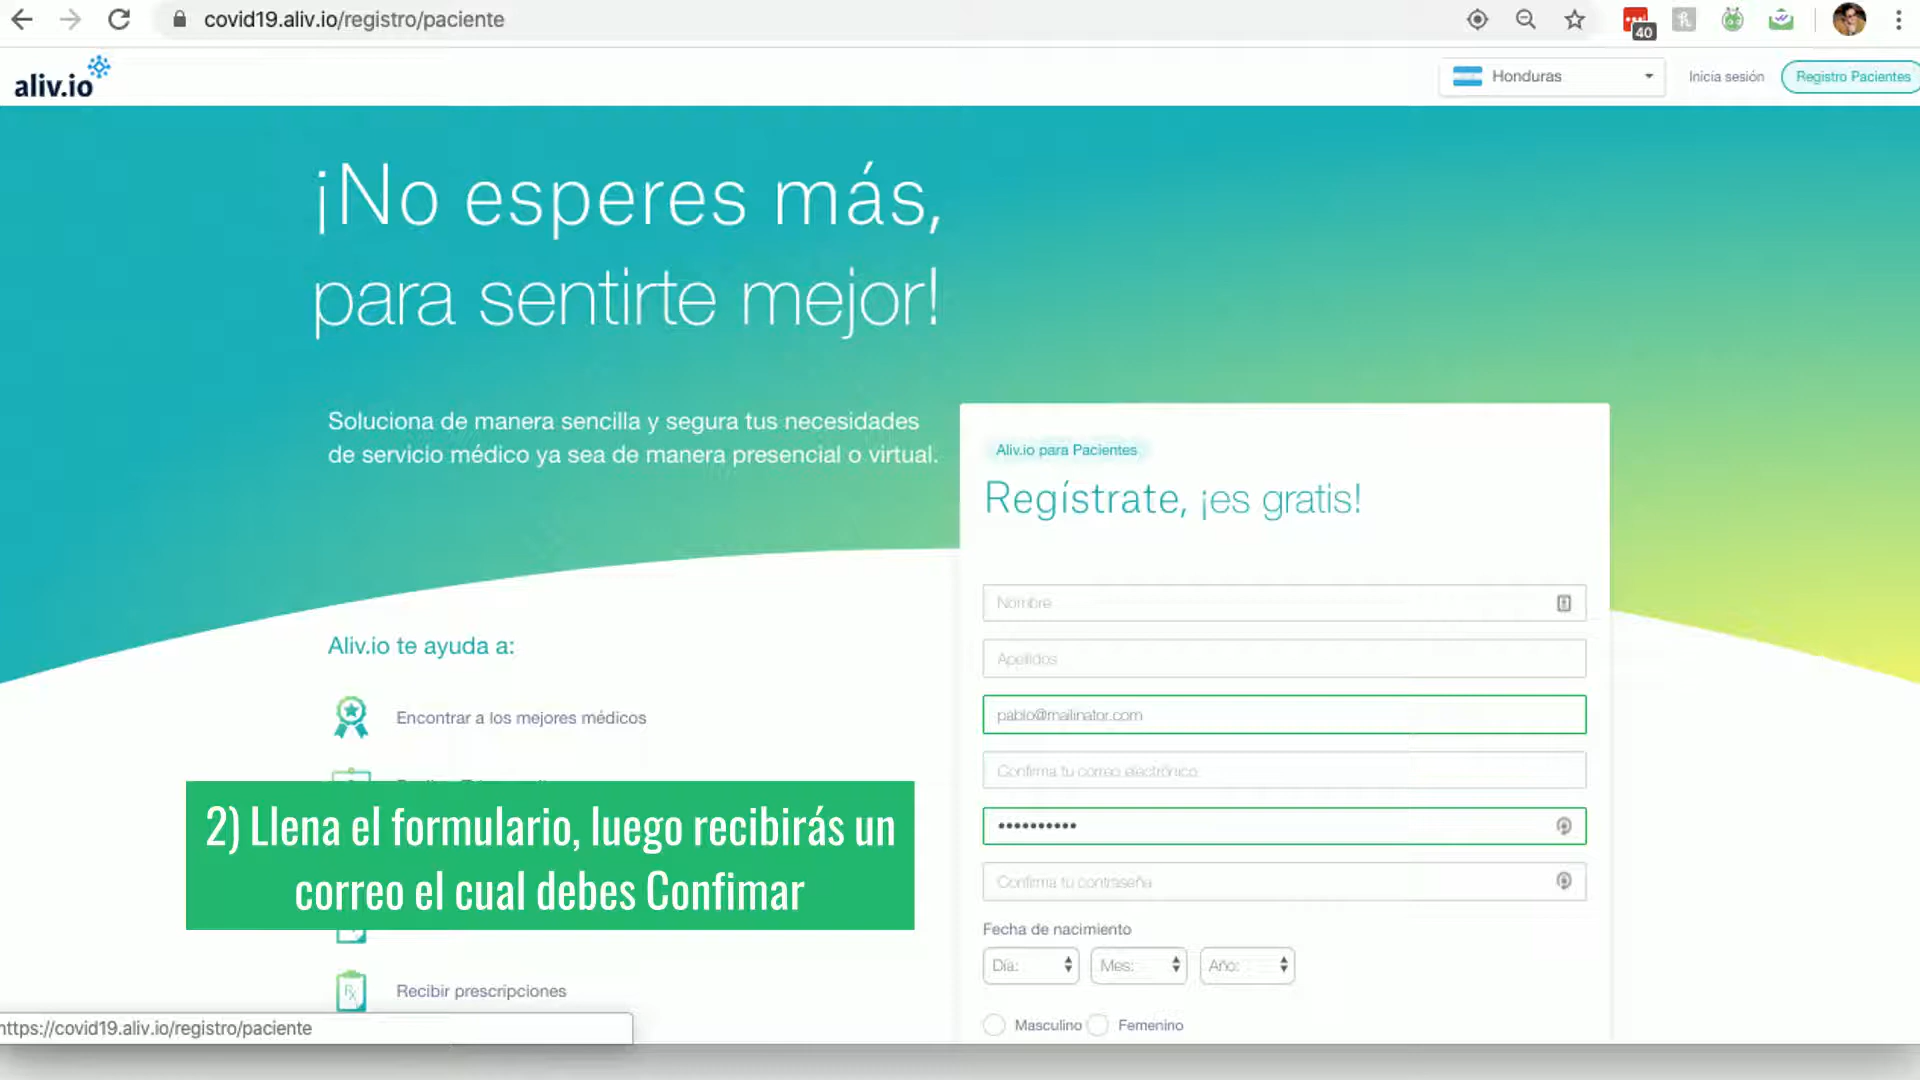 covid19.aliv.io/registro/paciente
40
aliv.io
Honduras
Inicia sesión
Registro Pacientes
¡No esperes más,
para sentirte mejor!
Soluciona de manera sencilla y segura tus necesidades
de servicio médico ya sea de manera presencial o virtual.
Aliv.io te ayuda a:
Encontrar a los mejores médicos
2) Llena el formulario, luego recibirás un
correo el cual debes Confimar
Recibir prescripciones
https://covid19.aliv.io/registro/paciente
Aliv.io para Pacientes
Regístrate, ¡es gratis!
Nombre
Apellidos
pablo@mailinator.com
Confirma tu correo electrónico
••••••••••
Confirma tu contraseña
Fecha de nacimiento
Día:
Mes:
Año:
Masculino
Femenino